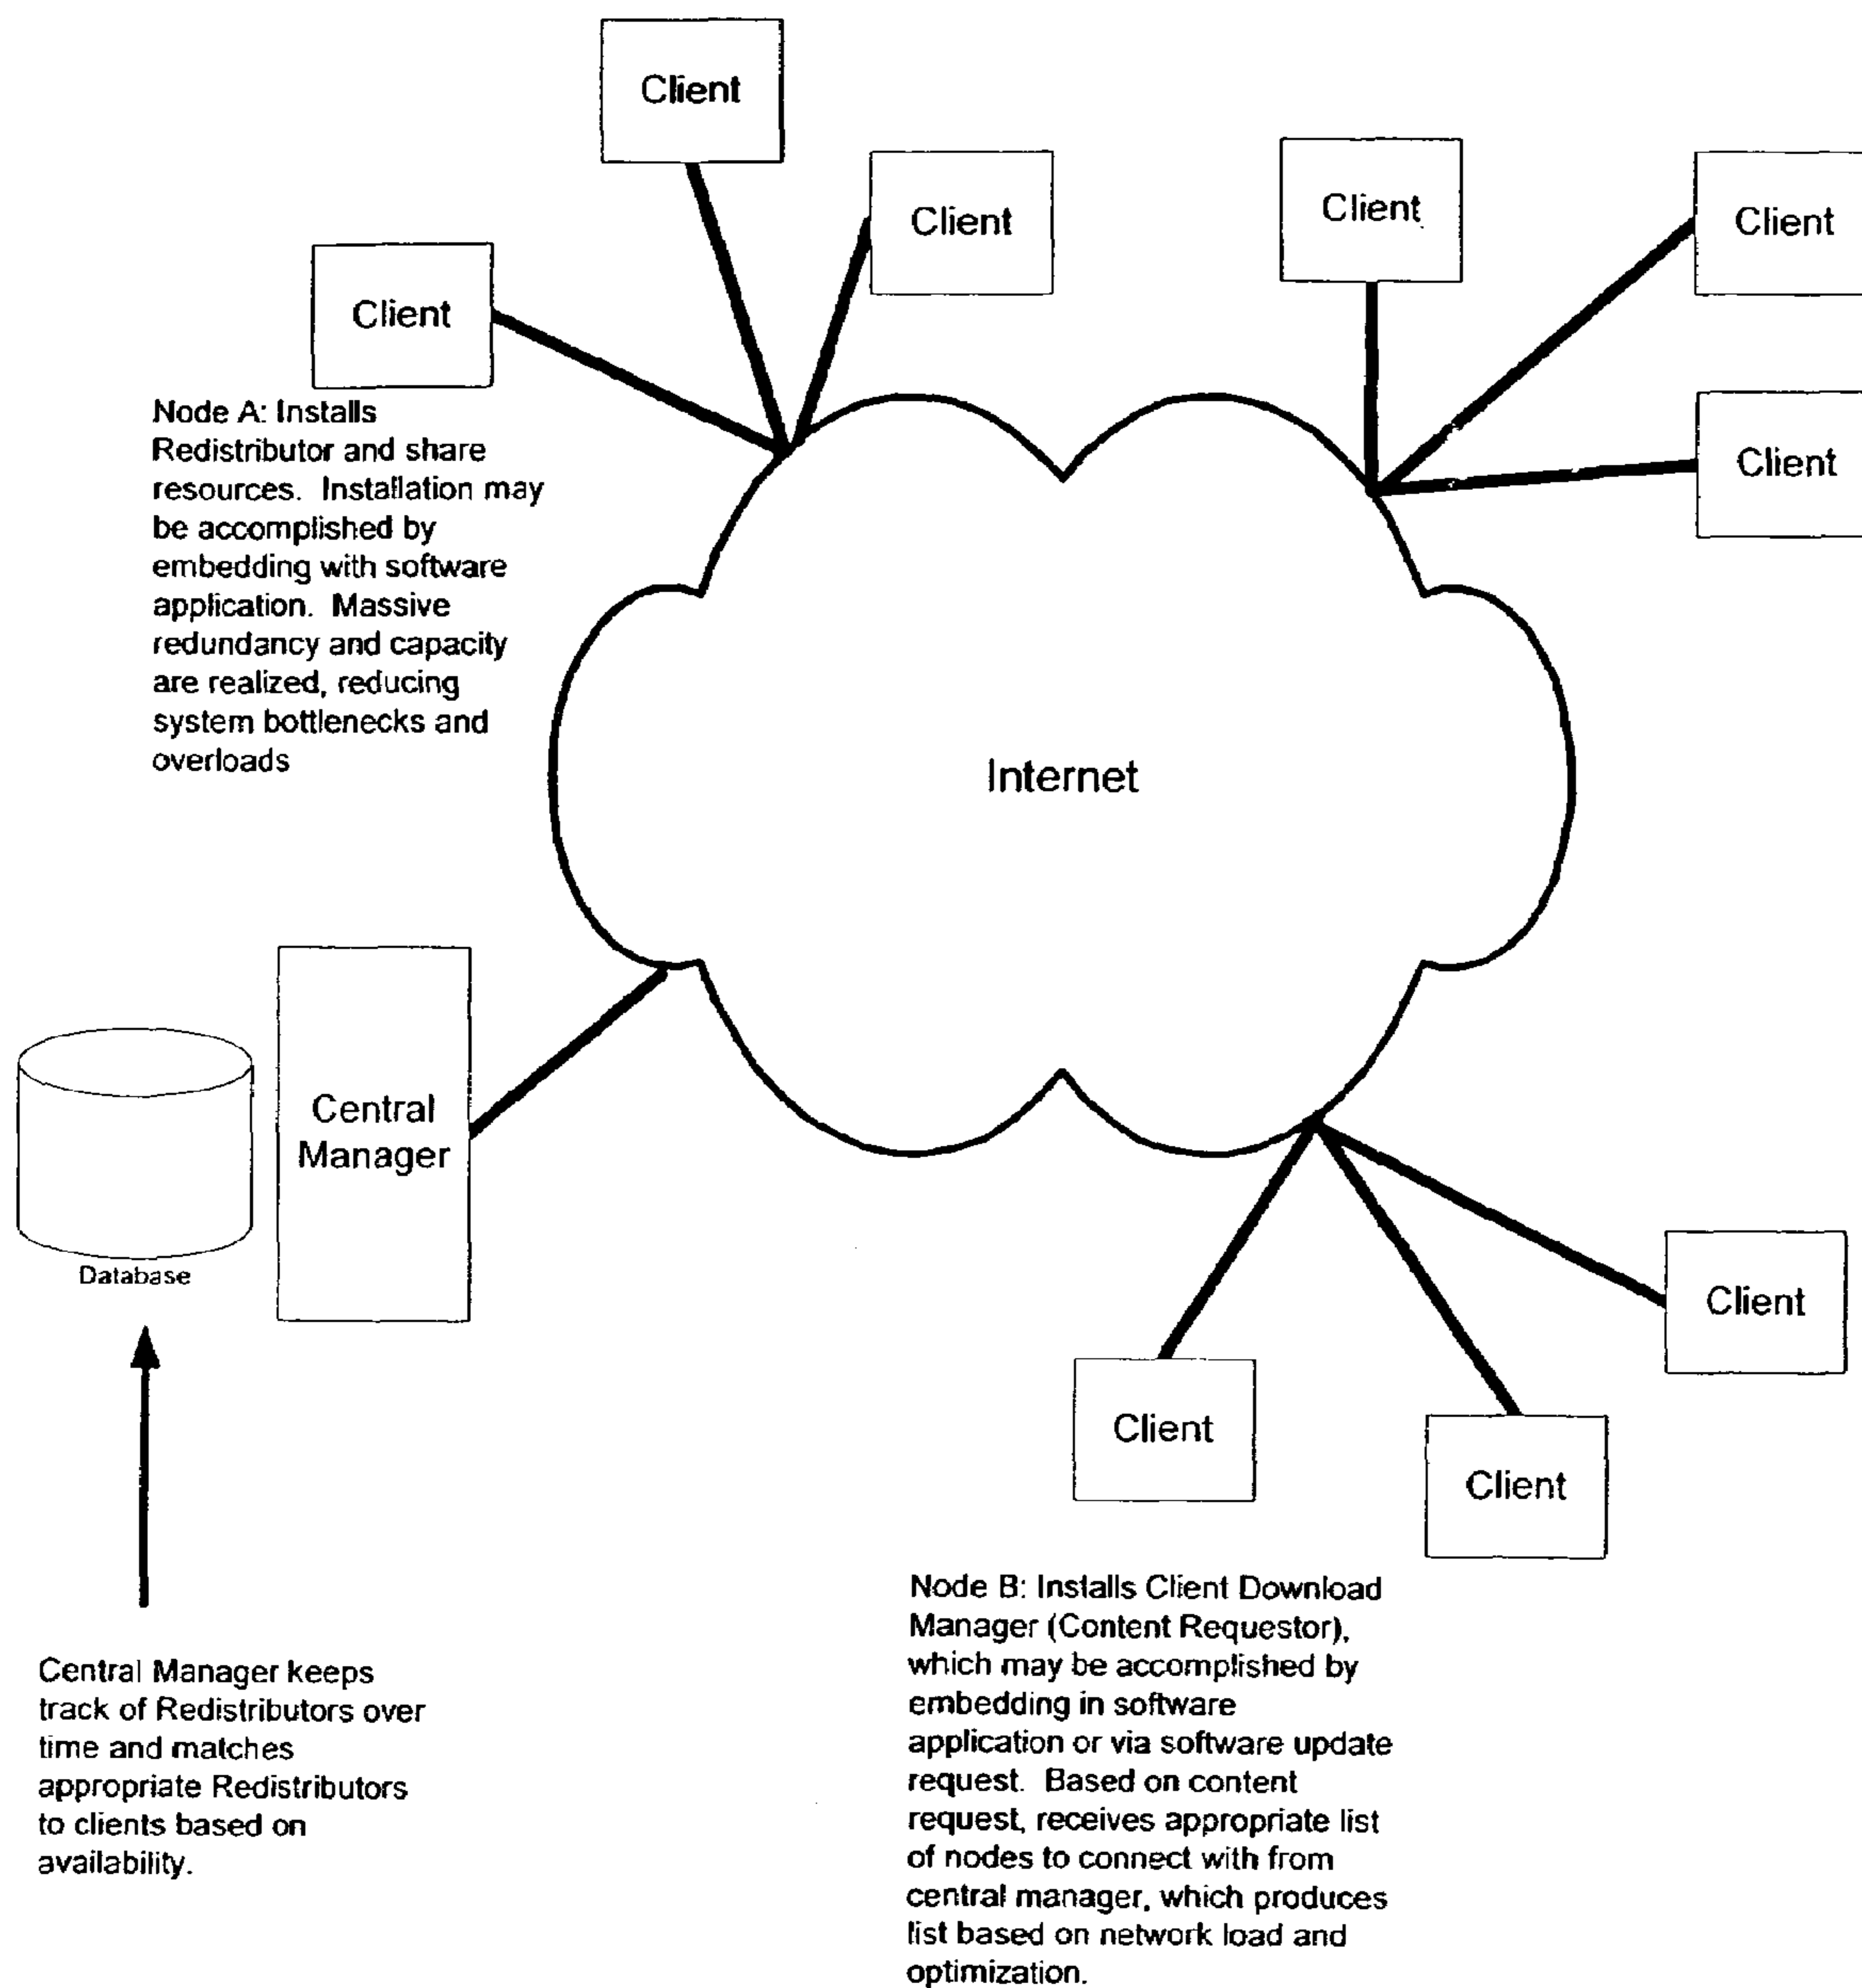 Client
Client
Client
Client
Client
Client
Node A: Installs
Redistributor and share
resources. Installation may
be accomplished by
embedding with software
application. Massive
redundancy and capacity
are realized, reducing
system bottlenecks and
overloads
Internet
Central
Manager
Database
Client
Client
Client
Central Manager keeps
track of Redistributors over
time and matches
appropriate Redistributors
to clients based on
availability.
Node B: Installs Client Download
Manager (Content Requestor),
which may be accomplished by
embedding in software
application or via software update
request. Based on content
request, receives appropriate list
of nodes to connect with from
central manager, which produces
list based on network load and
optimization.